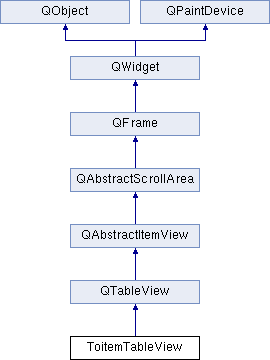 QObject QPaintDevice
QWidget
QFrame
QAbstractScrollArea
QAbstractItemView
QTableView
ToitemTableView